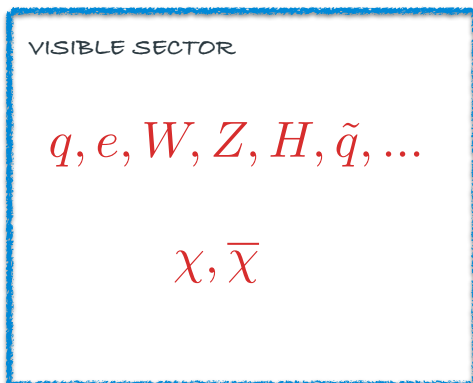 VISIBLE SECTOR
q, e, W, Z, H, q̃, ...
χ, χ̅